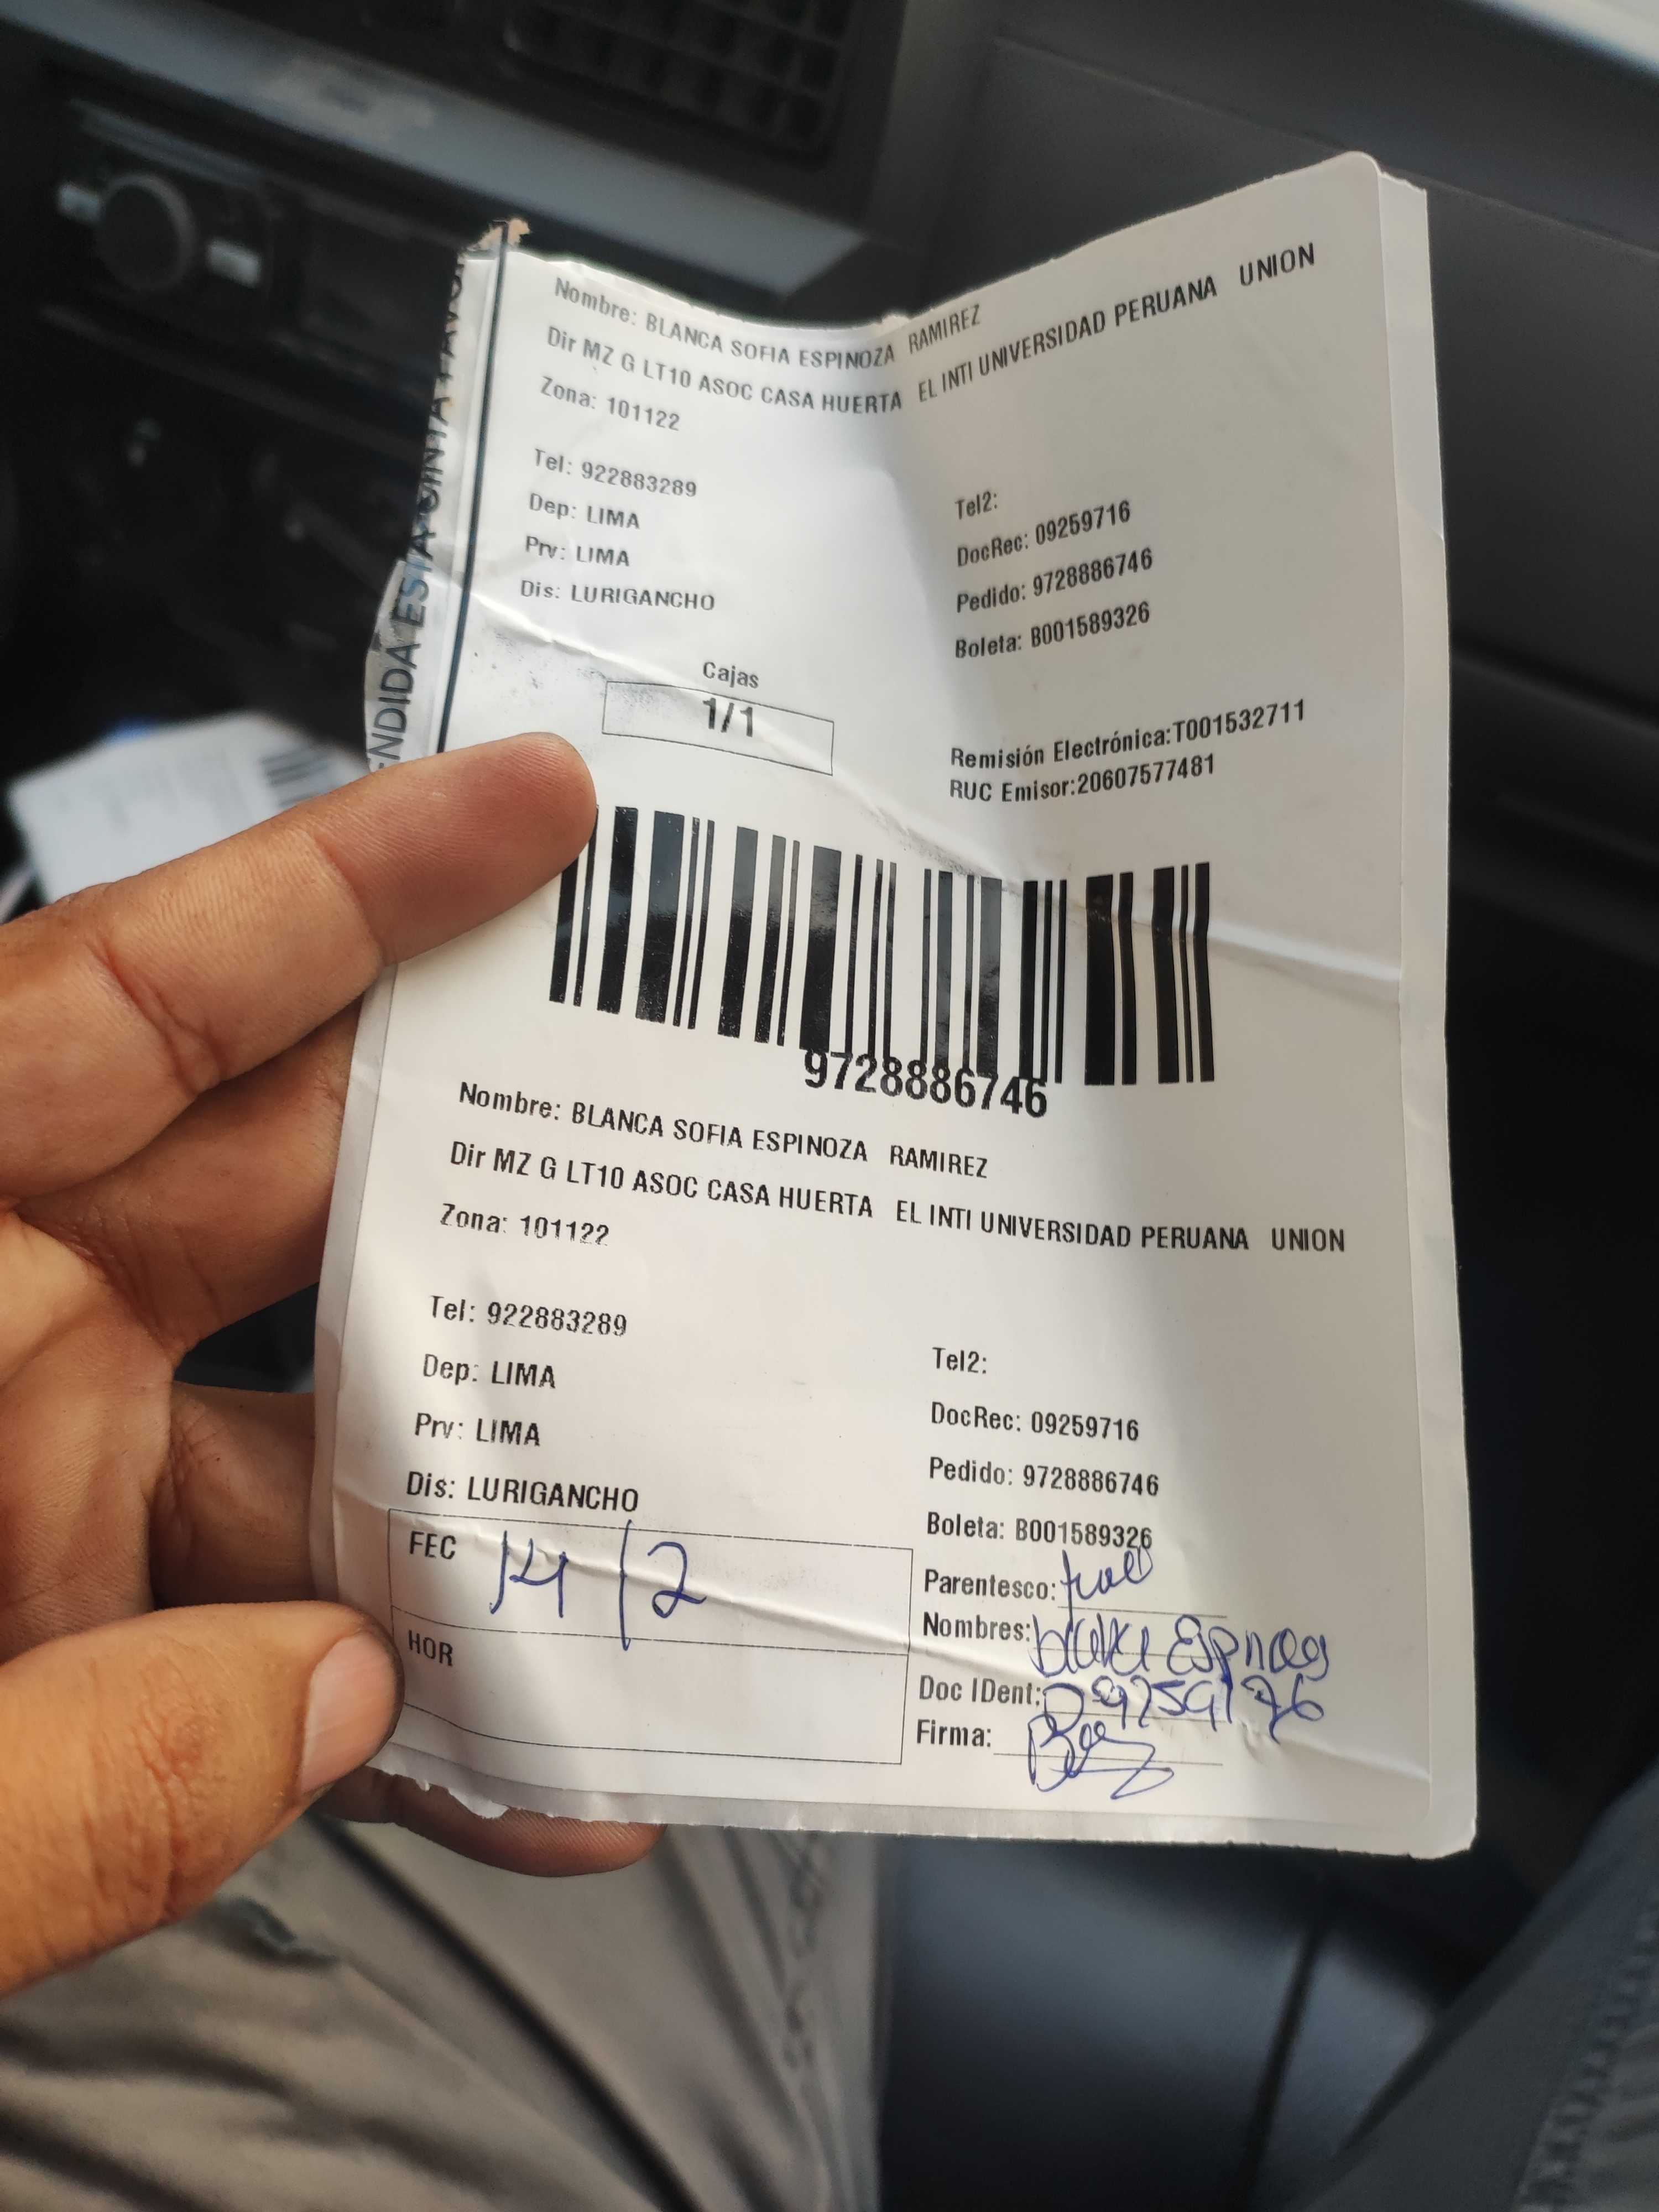 Nombre: BLANCA SOFIA ESPINOZA RAMIREZ
Dir MZ G LT10 ASOC CASA HUERTA EL INTI UNIVERSIDAD PERUANA UNION
Zona: 101122
Tel: 922883289
Tel2:
Dep: LIMA
DocRec: 09259716
Prv: LIMA
Pedido: 9728886746
Dis: LURIGANCHO
Boleta: B001589326
Cajas
1/1
Remisión Electrónica:T001532711
RUC Emisor:20607577481
9728886746
Nombre: BLANCA SOFIA ESPINOZA RAMIREZ
Dir MZ G LT10 ASOC CASA HUERTA EL INTI UNIVERSIDAD PERUANA UNION
Zona: 101122
Tel: 922883289
Tel2:
Dep: LIMA
DocRec: 09259716
Prv: LIMA
Pedido: 9728886746
Dis: LURIGANCHO
Boleta: B001589326
FEC 14/2
HOR
Parentesco:
Nombres:
Doc IDent:
Firma:
ESTA CINTA